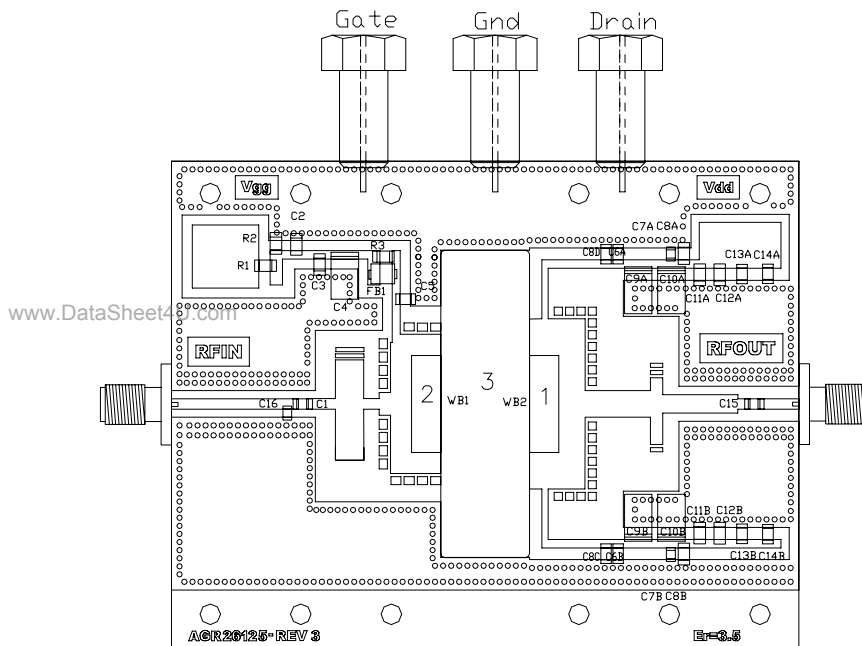 Gate Gnd Drain
Vgg
Vdd
C2
C7A C8A
R2
R3
C8D C6A
R1
C13A C14A
C3
C9A C10A
FB1
C5
C4
C11A C12A
www.DataSheet4U.com
RFIN
RFOUT
2
3
1
WB1
WB2
C16
C1
C15
C11B C12B
C9B C10B
C8C C6B
C13B C14B
C7B C8B
AGR26125-REV 3
Er=3.5